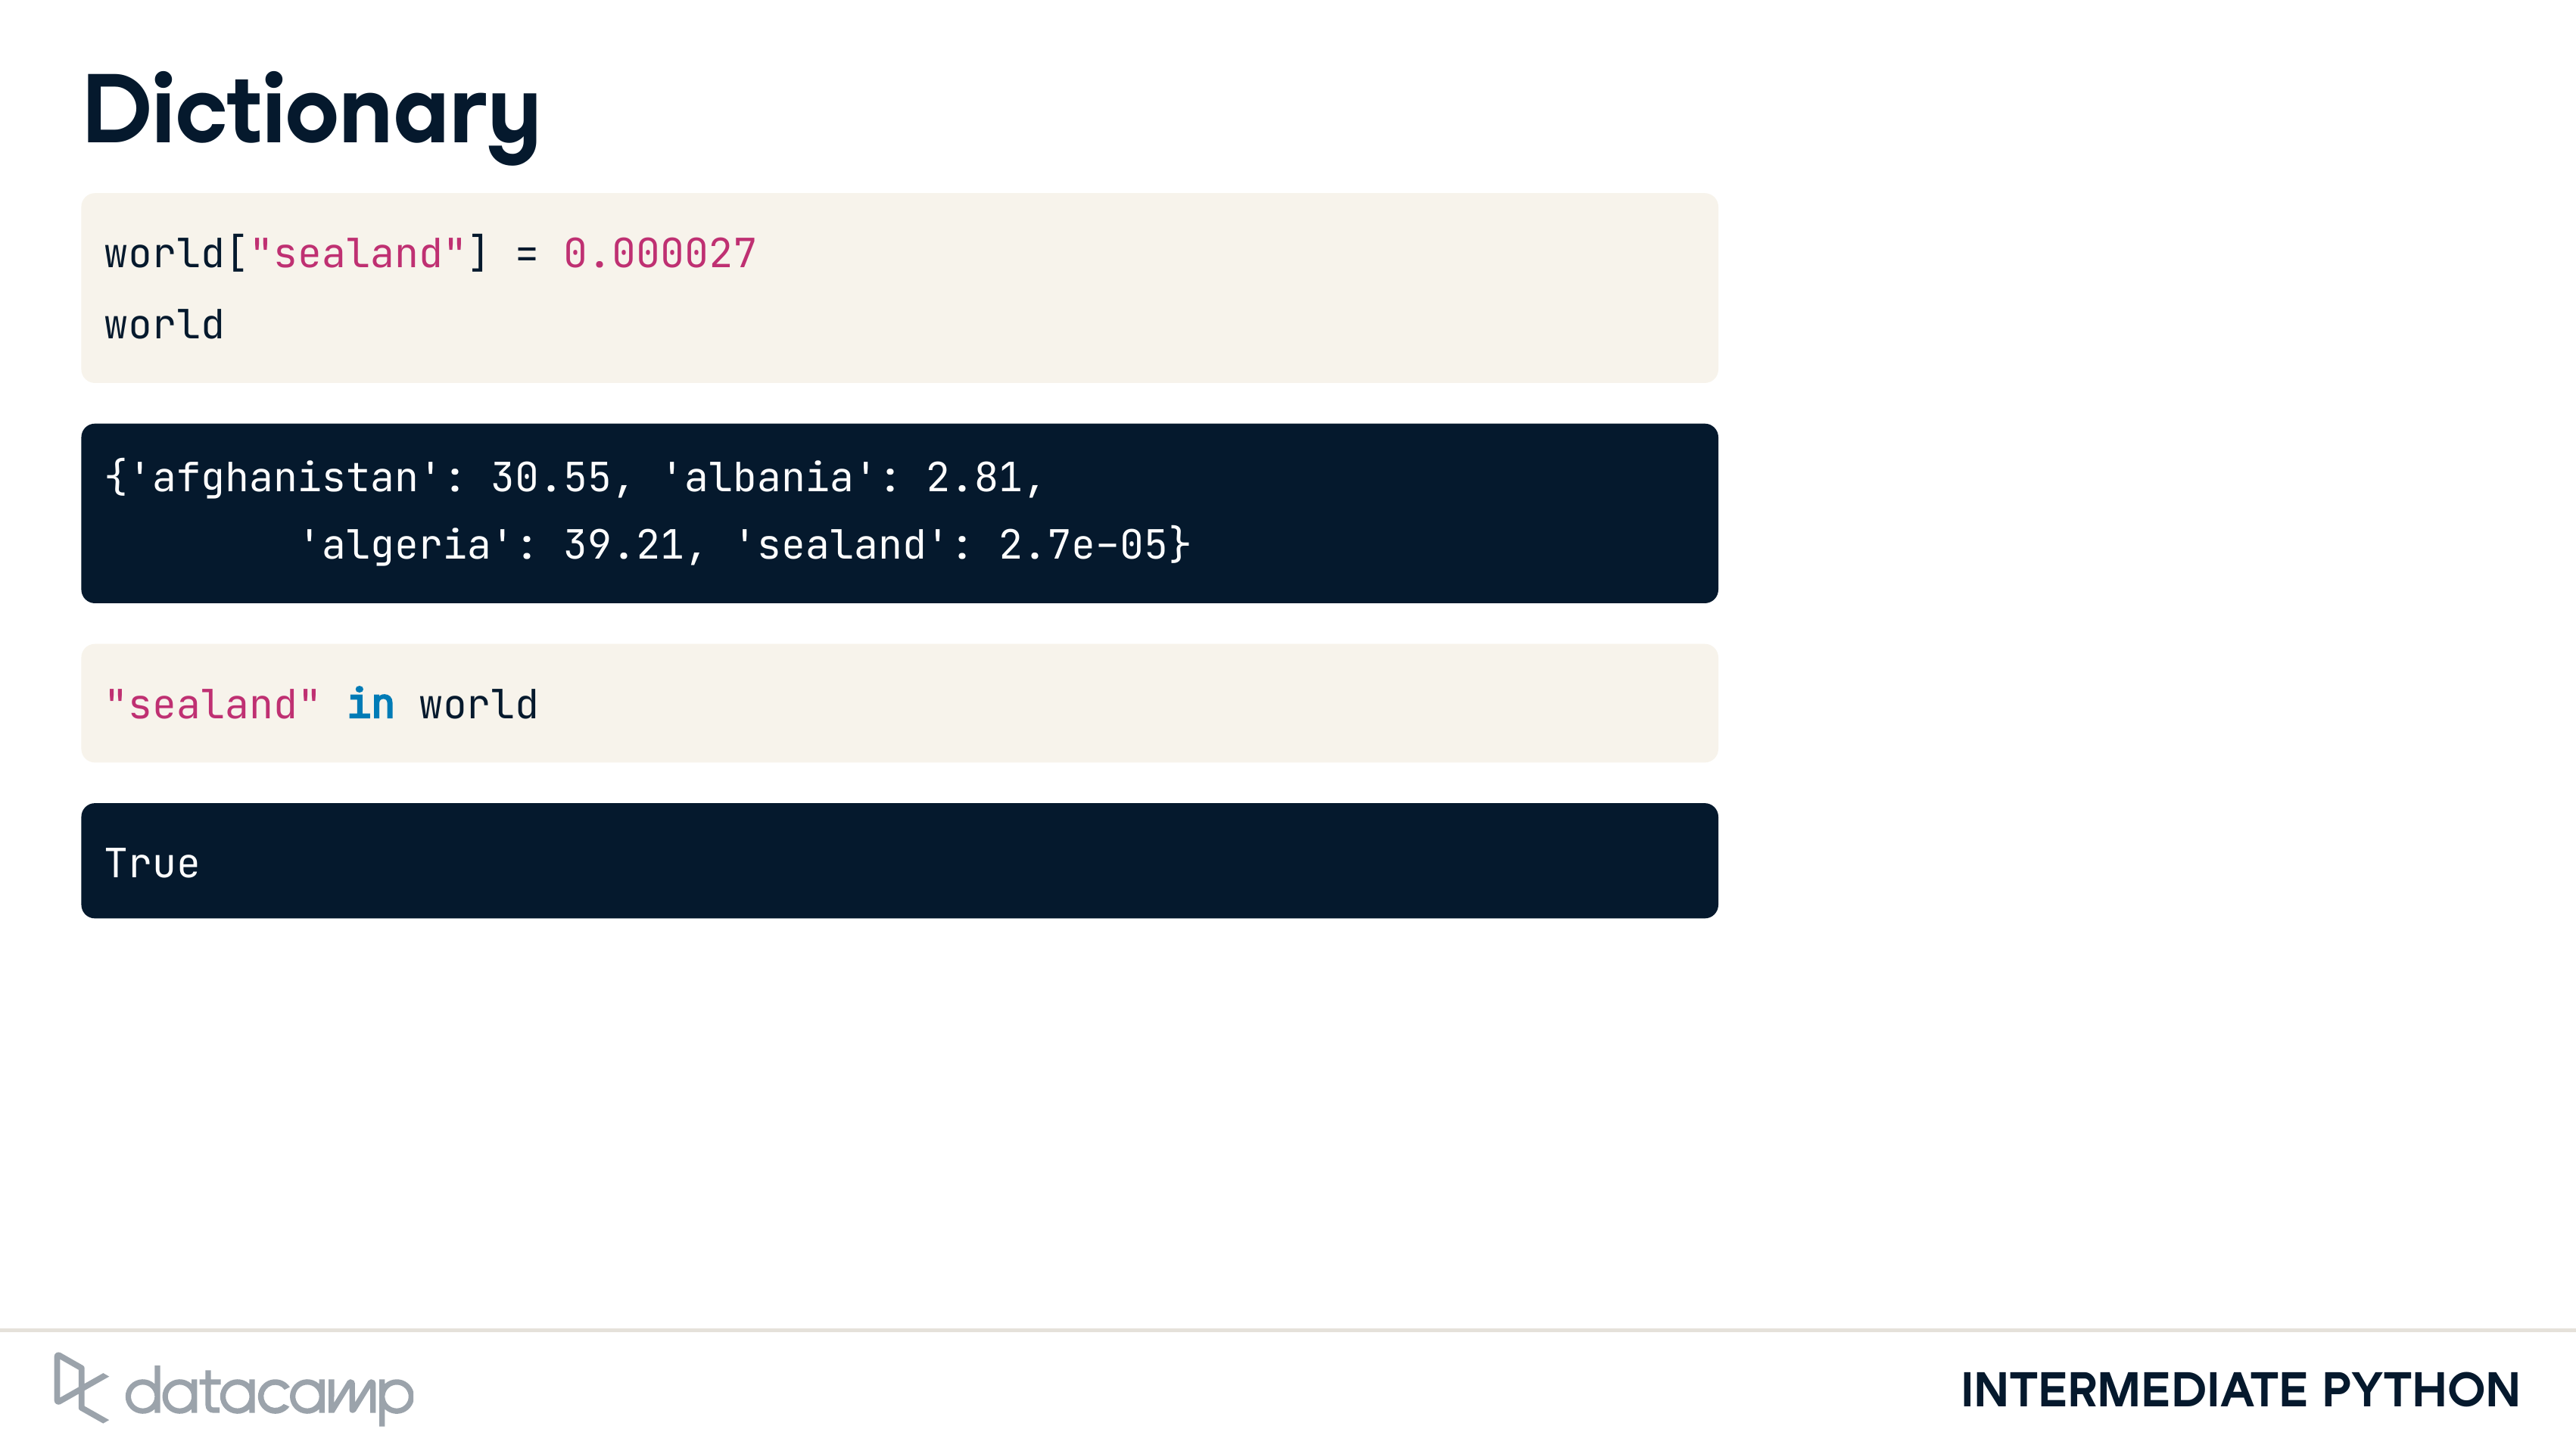 Dictionary
world["sealand"] = 0.000027
world
{'afghanistan': 30.55, 'albania': 2.81,
        'algeria': 39.21, 'sealand': 2.7e-05}
"sealand" in world
True
datacamp
INTERMEDIATE PYTHON